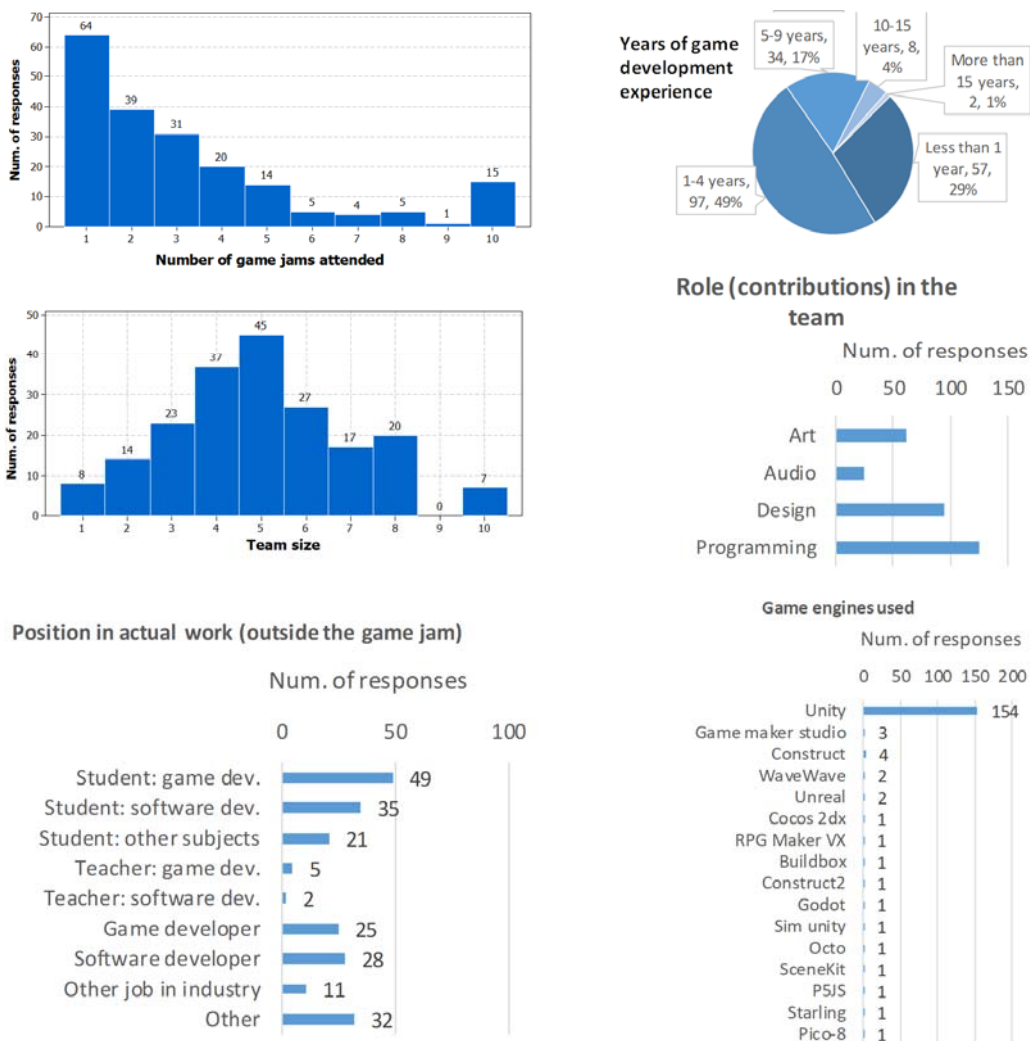 70
60
50
40
30
20
10
0
Num. of responses
64
39
31
20
14
5
4
5
1
15
1 2 3 4 5 6 7 8 9 10
Number of game jams attended
Years of game
development
experience
5-9 years,
34, 17%
10-15
years, 8,
4%
More than
15 years,
2, 1%
Less than 1
year, 57,
29%
1-4 years,
97, 49%
50
40
30
20
10
0
Num. of responses
8
14
23
37
45
27
17
20
0
7
1 2 3 4 5 6 7 8 9 10
Team size
Role (contributions) in the
team
Num. of responses
0 50 100 150
Art
Audio
Design
Programming
Position in actual work (outside the game jam)
Num. of responses
0 50 100
Student: game dev. 49
Student: software dev. 35
Student: other subjects 21
Teacher: game dev. 5
Teacher: software dev. 2
Game developer 25
Software developer 28
Other job in industry 11
Other 32
Game engines used
Num. of responses
0 50 100 150 200
Unity 154
Game maker studio 3
Construct 4
WaveWave 2
Unreal 2
Cocos 2dx 1
RPG Maker VX 1
Buildbox 1
Construct2 1
Godot 1
Sim unity 1
Octo 1
SceneKit 1
P5JS 1
Starling 1
Pico-8 1